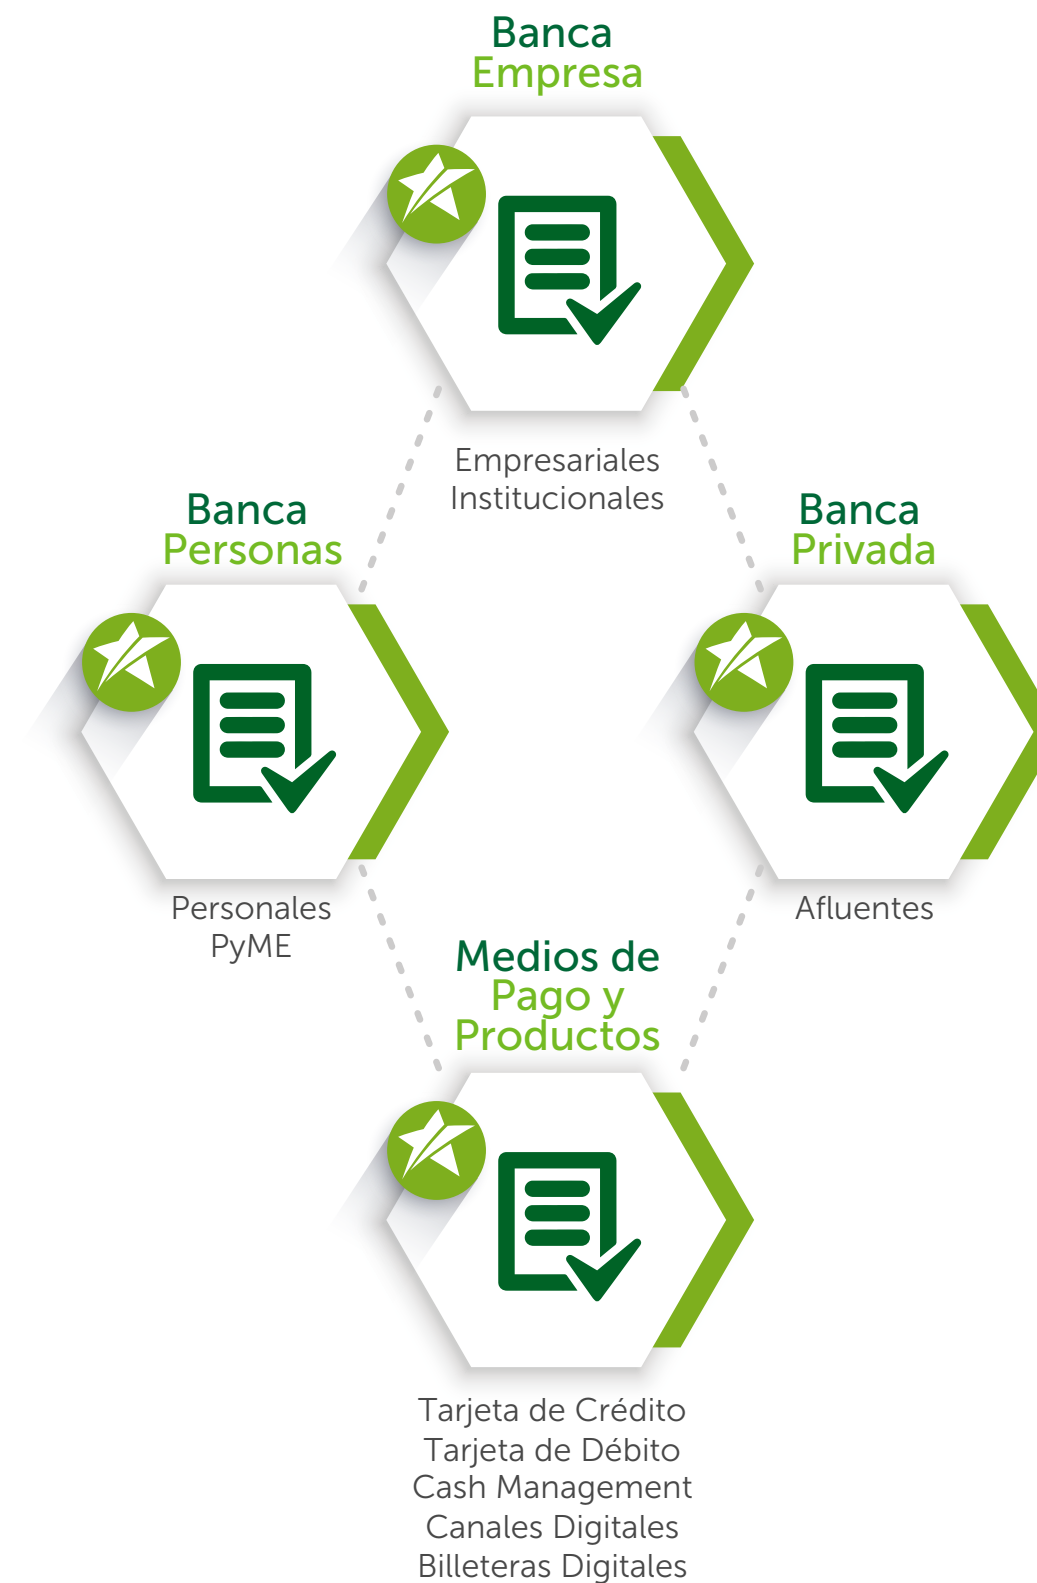 Banca
Empresa
Empresariales
Institucionales
Banca
Personas
Personales
PyME
Banca
Privada
Afluentes
Medios de
Pago y
Productos
Tarjeta de Crédito
Tarjeta de Débito
Cash Management
Canales Digitales
Billeteras Digitales